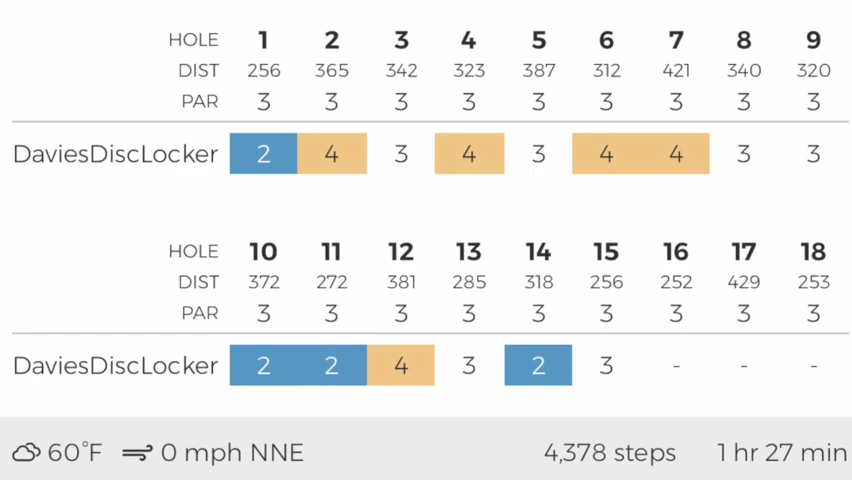 HOLE 1 2 3 4 5 6 7 8 9
DIST 256 365 342 323 387 312 421 340 320
PAR 3 3 3 3 3 3 3 3 3
DaviesDiscLocker 2 4 3 4 3 4 4 3 3
HOLE 10 11 12 13 14 15 16 17 18
DIST 372 272 381 285 318 256 252 429 253
PAR 3 3 3 3 3 3 3 3 3
DaviesDiscLocker 2 2 4 3 2 3 - - -
60°F 0 mph NNE 4,378 steps 1 hr 27 min